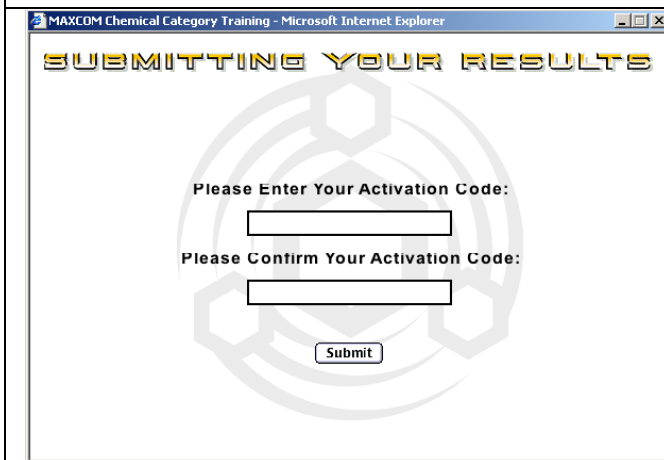 MAXCOM Chemical Category Training - Microsoft Internet Explorer
SUBMITTING YOUR RESULTS
Please Enter Your Activation Code:
Please Confirm Your Activation Code:
Submit